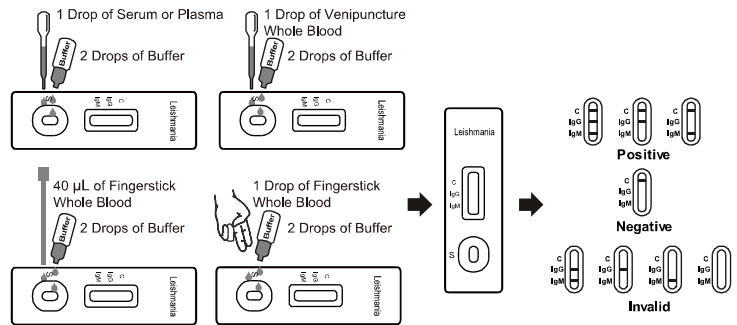 1 Drop of Serum or Plasma
Buffer
2 Drops of Buffer
S
C
IgG
IgM
Leishmania
1 Drop of Venipuncture
Whole Blood
Buffer
2 Drops of Buffer
S
C
IgG
IgM
Leishmania
40 µL of Fingerstick
Whole Blood
Buffer
2 Drops of Buffer
S
C
IgG
IgM
Leishmania
1 Drop of Fingerstick
Whole Blood
Buffer
2 Drops of Buffer
S
C
IgG
IgM
Leishmania
Leishmania
C
IgG
IgM
S
C
IgG
IgM
C
IgG
IgM
C
IgG
IgM
Positive
C
IgG
IgM
Negative
C
IgG
IgM
C
IgG
IgM
C
IgG
IgM
C
IgG
IgM
Invalid